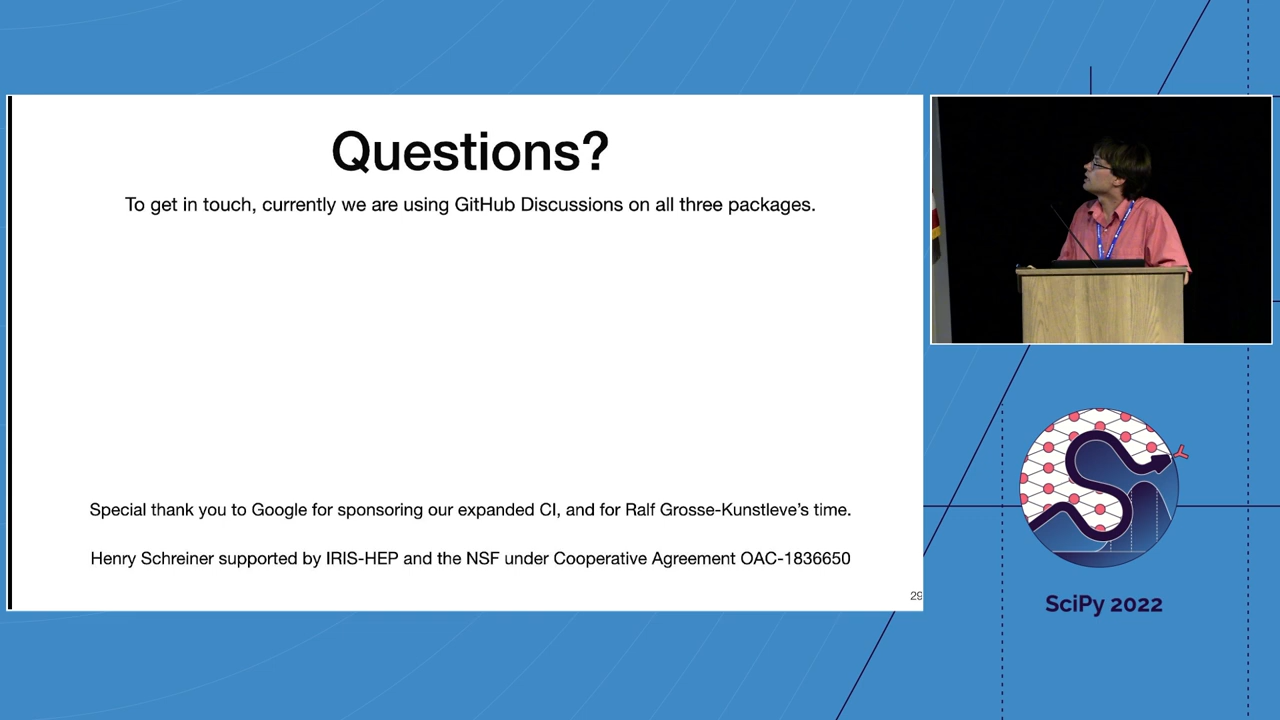 Questions?
To get in touch, currently we are using GitHub Discussions on all three packages.
Special thank you to Google for sponsoring our expanded CI, and for Ralf Grosse-Kunstleve’s time.
Henry Schreiner supported by IRIS-HEP and the NSF under Cooperative Agreement OAC-1836650
29
SciPy 2022